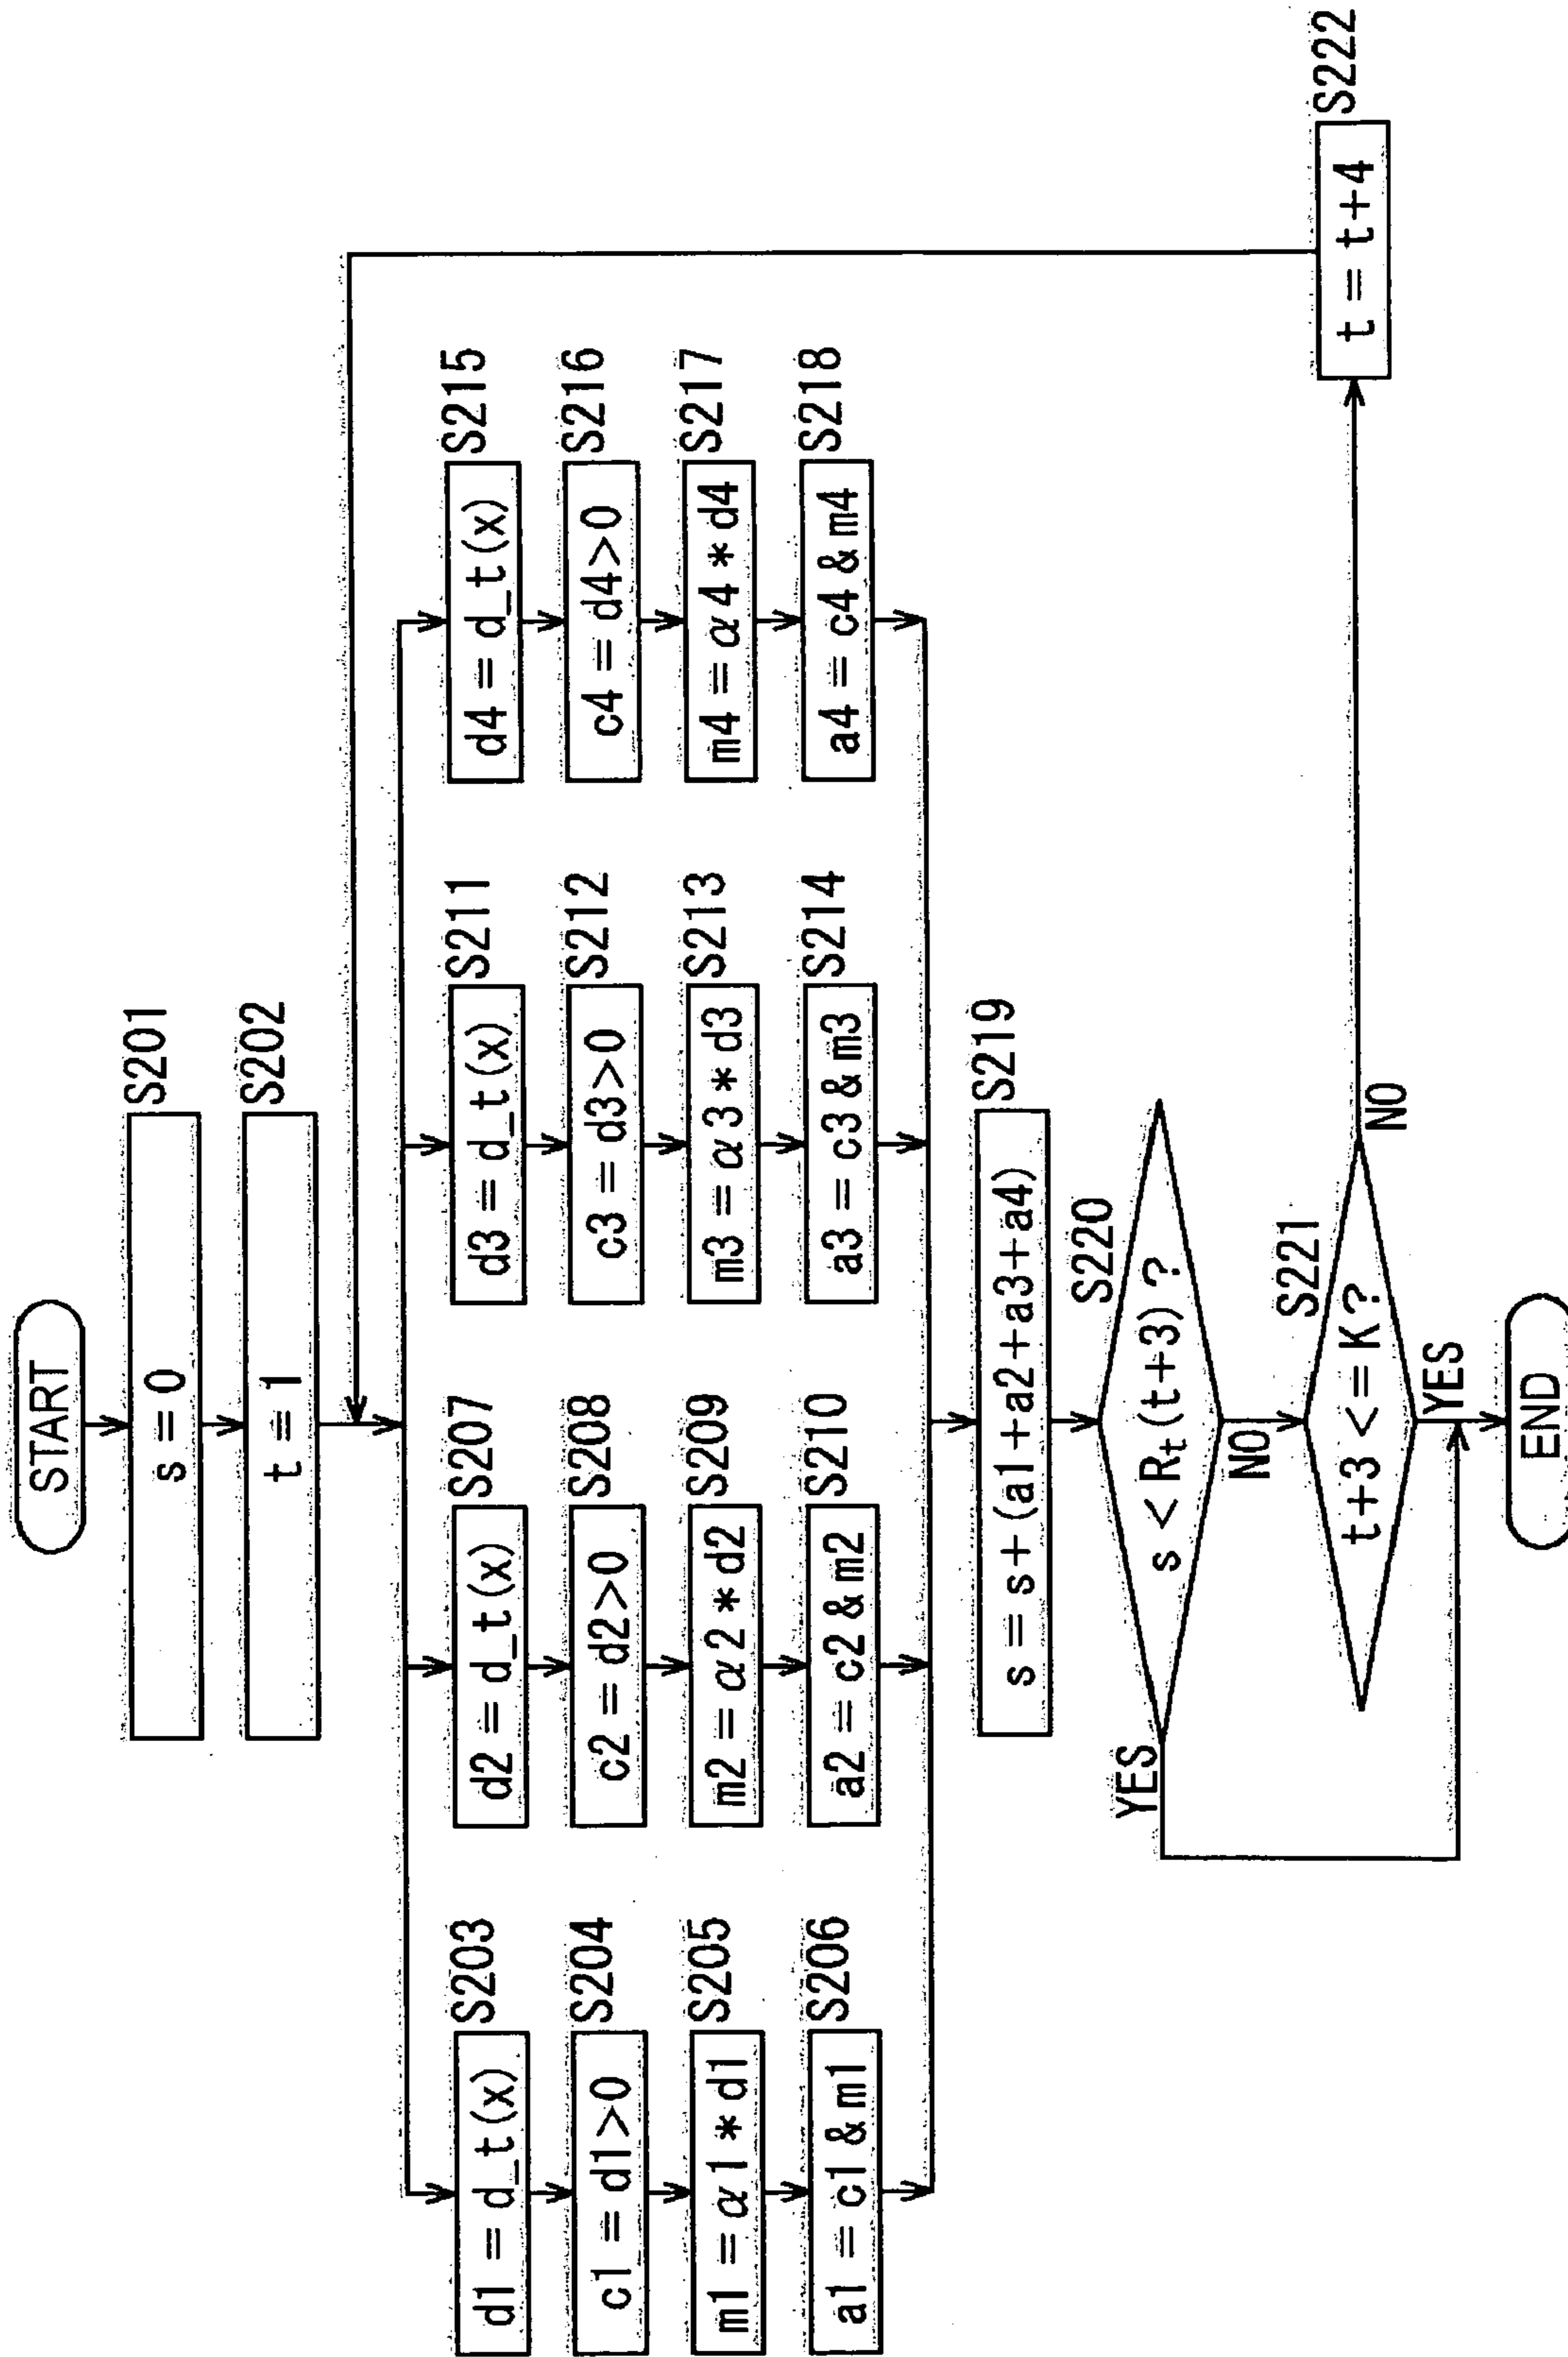 START
s = 0
S201
t = 1
S202
d1 = d_t(x)
S203
c1 = d1>0
S204
m1 = α1 * d1
S205
a1 = c1 & m1
S206
d2 = d_t(x)
S207
c2 = d2>0
S208
m2 = α2 * d2
S209
a2 = c2 & m2
S210
d3 = d_t(x)
S211
c3 = d3>0
S212
m3 = α3 * d3
S213
a3 = c3 & m3
S214
d4 = d_t(x)
S215
c4 = d4>0
S216
m4 = α4 * d4
S217
a4 = c4 & m4
S218
s = s + (a1+a2+a3+a4)
S219
s < Rt (t+3) ?
S220
YES
NO
t+3 <= K ?
S221
YES
NO
t = t+4
S222
END